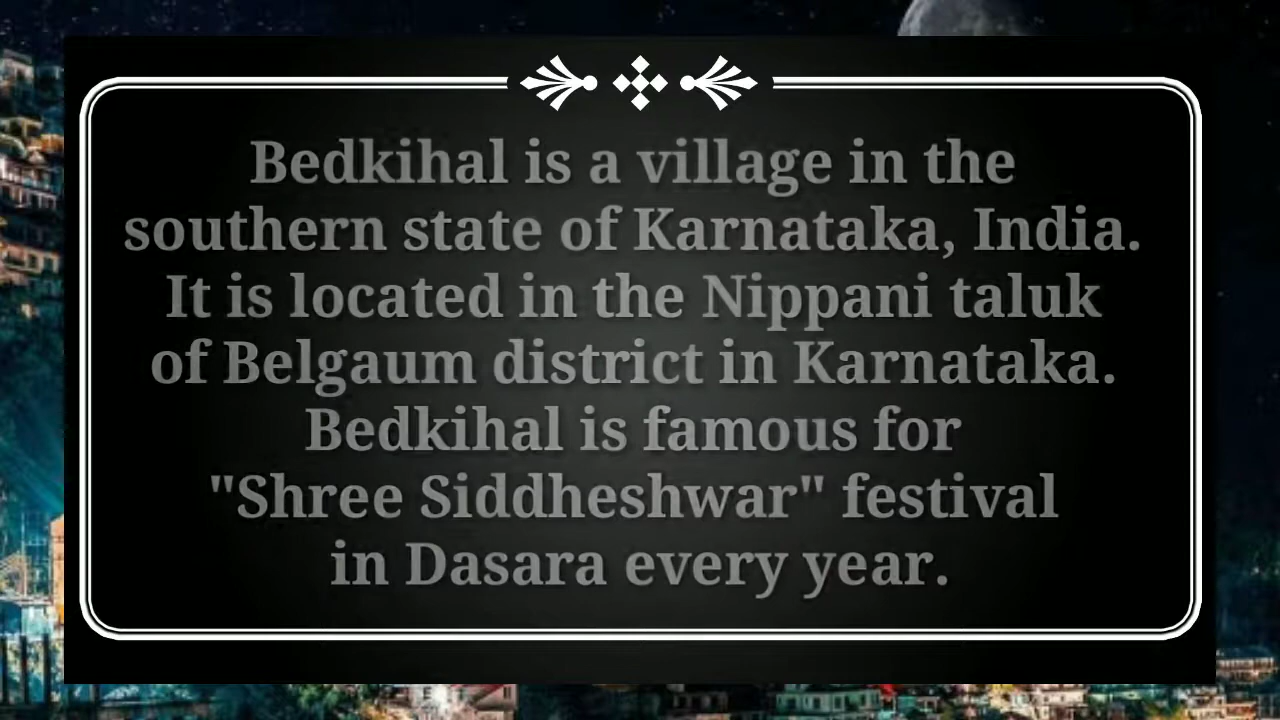 Bedkihal is a village in the
southern state of Karnataka, India.
It is located in the Nippani taluk
of Belgaum district in Karnataka.
Bedkihal is famous for
"Shree Siddheshwar" festival
in Dasara every year.